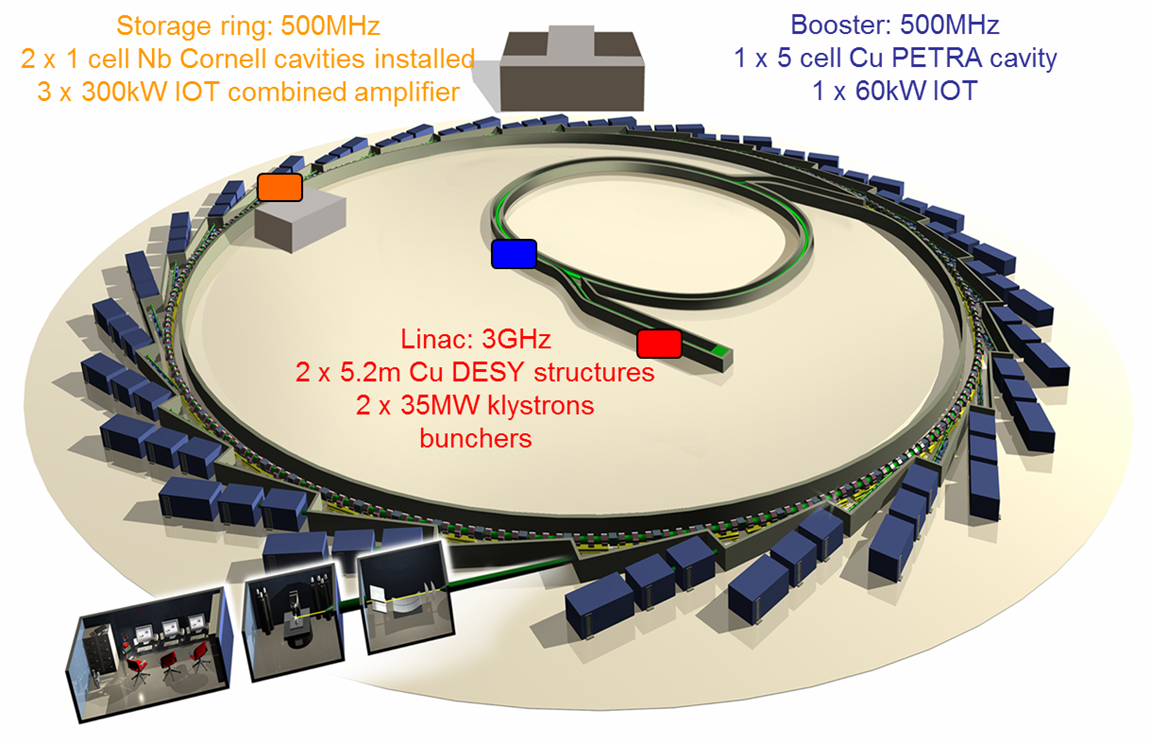 Storage ring: 500MHz
2 x 1 cell Nb Cornell cavities installed
3 x 300kW IOT combined amplifier
Booster: 500MHz
1 x 5 cell Cu PETRA cavity
1 x 60kW IOT
Linac: 3GHz
2 x 5.2m Cu DESY structures
2 x 35MW klystrons
bunchers